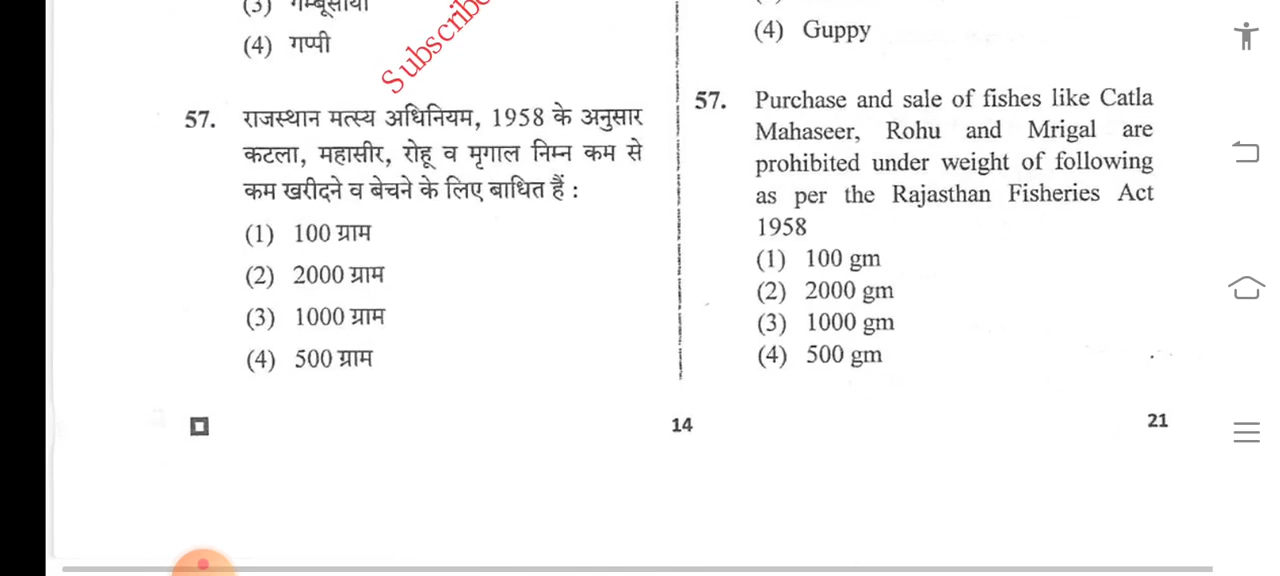 (3) गम्बूसीया
(4) गप्पी
Subscribe
57. राजस्थान मत्स्य अधिनियम, 1958 के अनुसार
कटला, महासीर, रोहू व मृगाल निम्न कम से
कम खरीदने व बेचने के लिए बाधित हैं :
(1) 100 ग्राम
(2) 2000 ग्राम
(3) 1000 ग्राम
(4) 500 ग्राम
(4) Guppy
57. Purchase and sale of fishes like Catla
Mahaseer, Rohu and Mrigal are
prohibited under weight of following
as per the Rajasthan Fisheries Act
1958
(1) 100 gm
(2) 2000 gm
(3) 1000 gm
(4) 500 gm
14
21